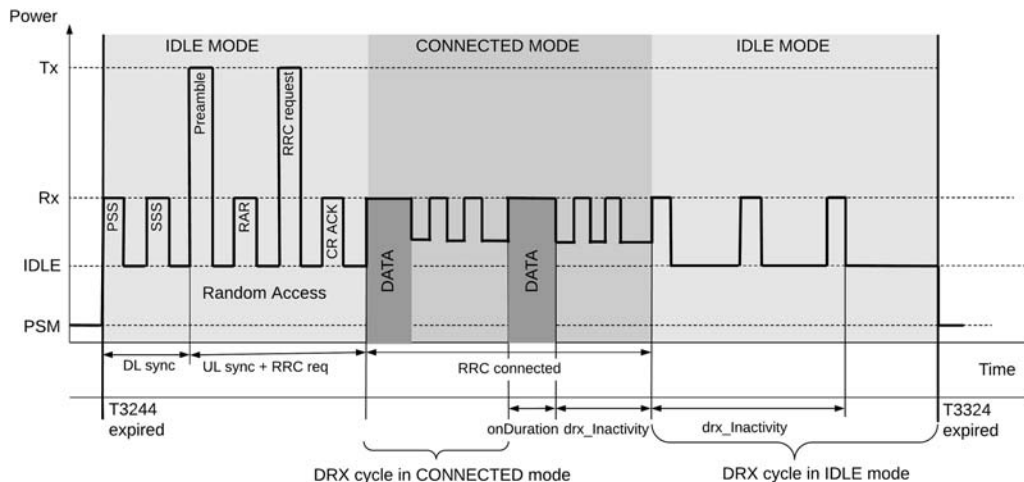 Power
IDLE MODE
CONNECTED MODE
IDLE MODE
Tx
Preamble
RRC request
Rx
PSS
SSS
RAR
CR ACK
IDLE
DATA
DATA
Random Access
PSM
DL sync
UL sync + RRC req
RRC connected
Time
T3244
expired
onDuration
drx_Inactivity
drx_Inactivity
T3324
expired
DRX cycle in CONNECTED mode
DRX cycle in IDLE mode